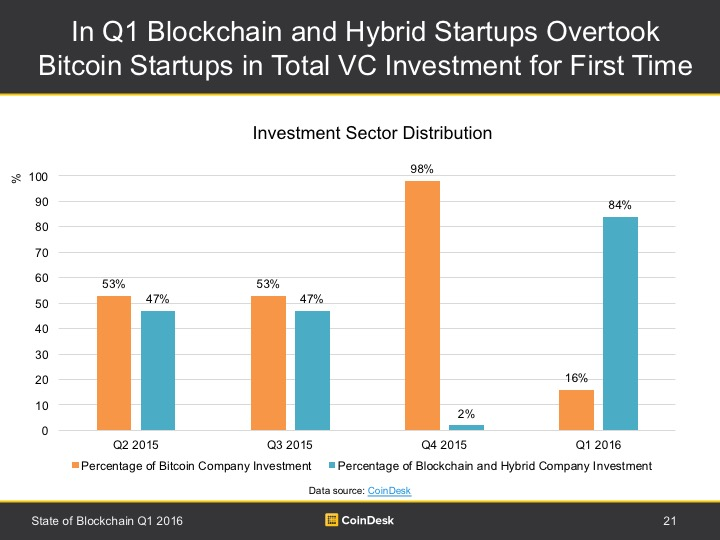 In Q1 Blockchain and Hybrid Startups Overtook
Bitcoin Startups in Total VC Investment for First Time
Investment Sector Distribution
%
100
90
80
70
60
50
40
30
20
10
0
53%
47%
53%
47%
98%
2%
16%
84%
Q2 2015
Q3 2015
Q4 2015
Q1 2016
Percentage of Bitcoin Company Investment
Percentage of Blockchain and Hybrid Company Investment
Data source: CoinDesk
State of Blockchain Q1 2016
CoinDesk
21